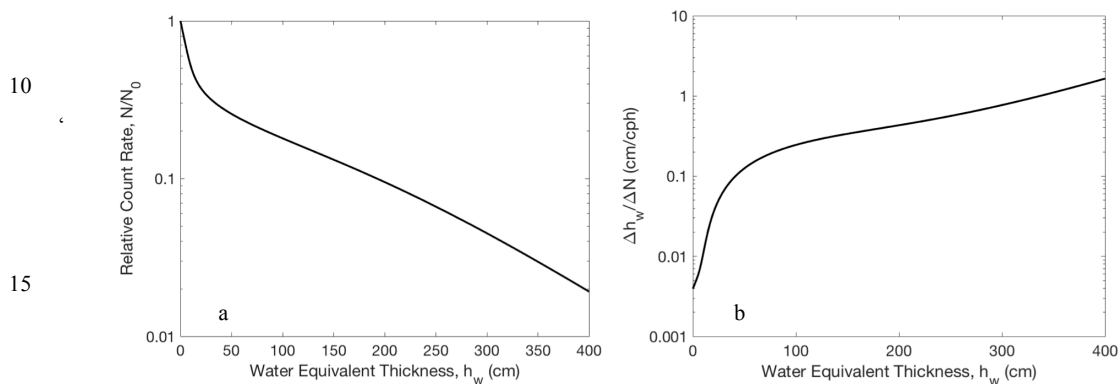 10
‘
15
1
0.1
0.01
Relative Count Rate, N/N0
a
0 50 100 150 200 250 300 350 400
Water Equivalent Thickness, hw (cm)
10
1
0.1
0.01
0.001
Δhw/ΔN (cm/cph)
b
0 100 200 300 400
Water Equivalent Thickness, hw (cm)